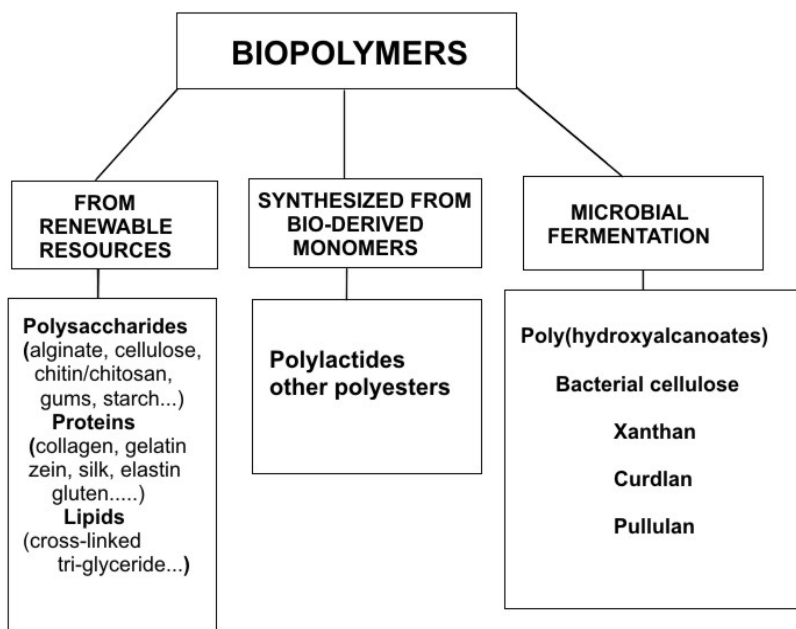 BIOPOLYMERS
FROM
RENEWABLE
RESOURCES
Polysaccharides
(alginate, cellulose,
chitin/chitosan,
gums, starch...)
Proteins
(collagen, gelatin
zein, silk, elastin
gluten.....)
Lipids
(cross-linked
tri-glyceride...)
SYNTHESIZED FROM
BIO-DERIVED
MONOMERS
Polylactides
other polyesters
MICROBIAL
FERMENTATION
Poly(hydroxyalcanoates)
Bacterial cellulose
Xanthan
Curdlan
Pullulan